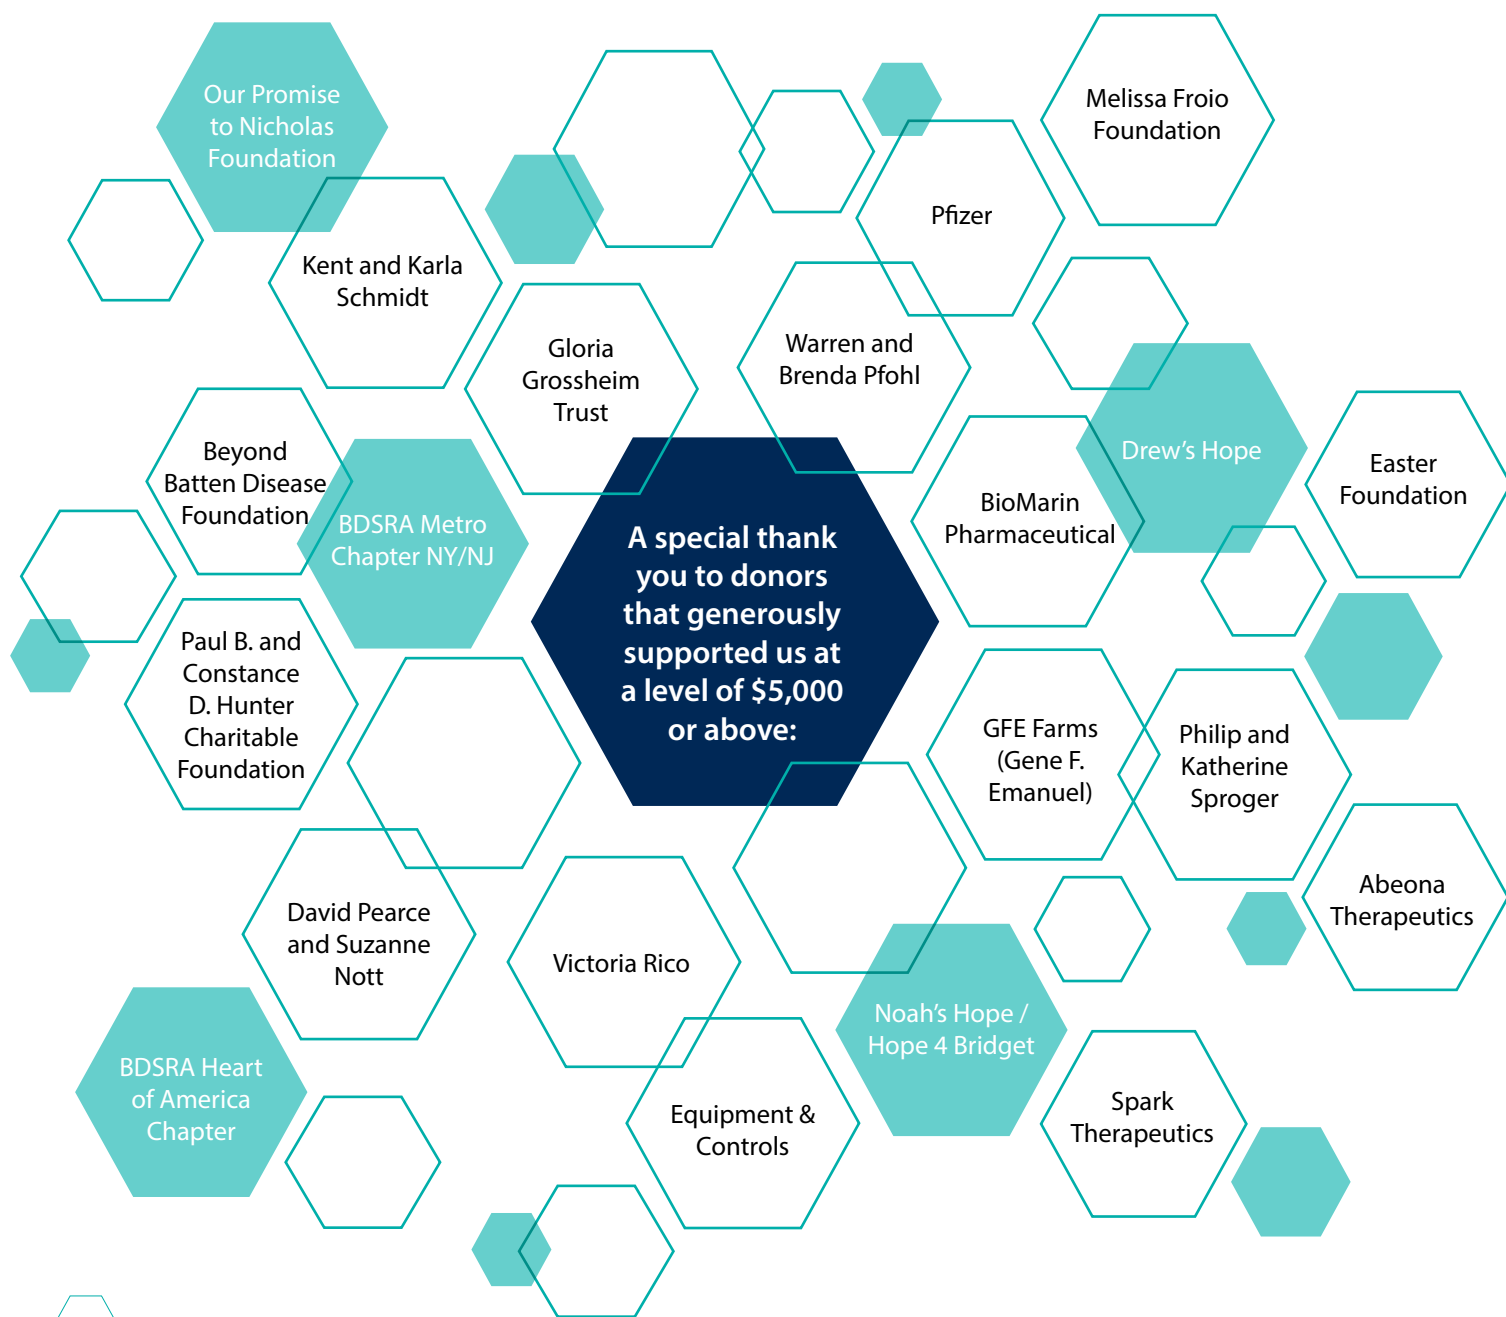 Our Promise
to Nicholas
Foundation
Melissa Froio
Foundation
Pfizer
Kent and Karla
Schmidt
Gloria
Grossheim
Trust
Warren and
Brenda Pfohl
Beyond
Batten Disease
Foundation
BDSRA Metro
Chapter NY/NJ
Drew’s Hope
Easter
Foundation
BioMarin
Pharmaceutical
A special thank
you to donors
that generously
supported us at
a level of $5,000
or above:
Paul B. and
Constance
D. Hunter
Charitable
Foundation
GFE Farms
(Gene F.
Emanuel)
Philip and
Katherine
Sproger
Abeona
Therapeutics
David Pearce
and Suzanne
Nott
Victoria Rico
Noah’s Hope /
Hope 4 Bridget
BDSRA Heart
of America
Chapter
Equipment &
Controls
Spark
Therapeutics